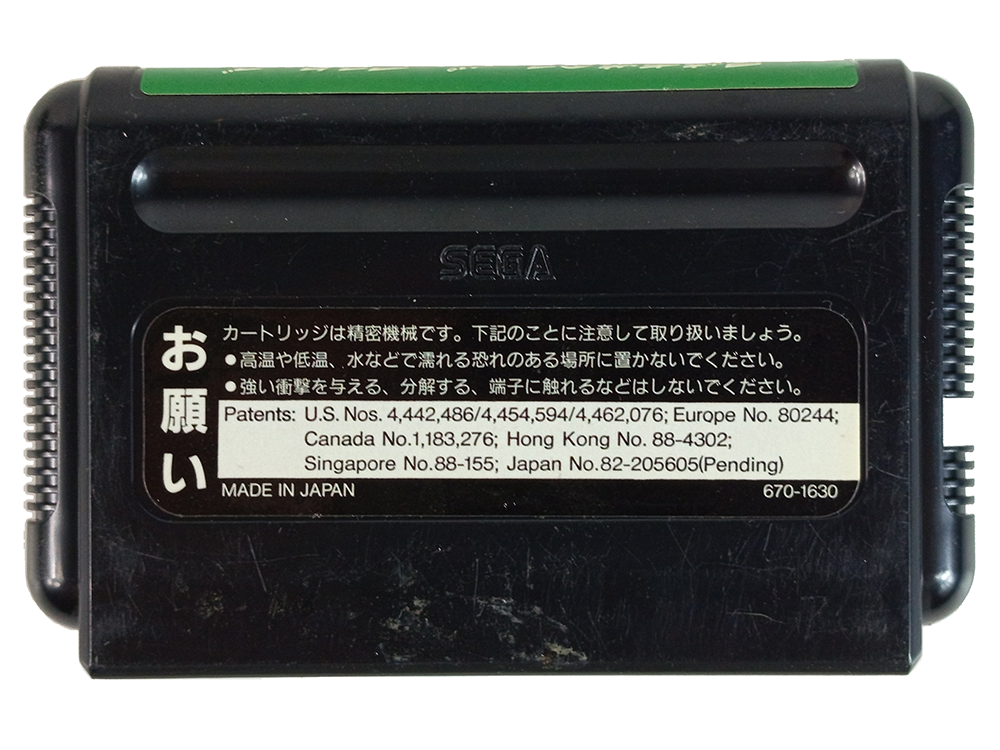 SEGA
お願い
カートリッジは精密機械です。下記のことに注意して取り扱いましょう。
●高温や低温、水などで濡れる恐れのある場所に置かないでください。
●強い衝撃を与える、分解する、端子に触れるなどはしないでください。
Patents: U.S. Nos. 4,442,486/4,454,594/4,462,076; Europe No. 80244;
Canada No.1,183,276; Hong Kong No. 88-4302;
Singapore No.88-155; Japan No.82-205605(Pending)
MADE IN JAPAN 670-1630